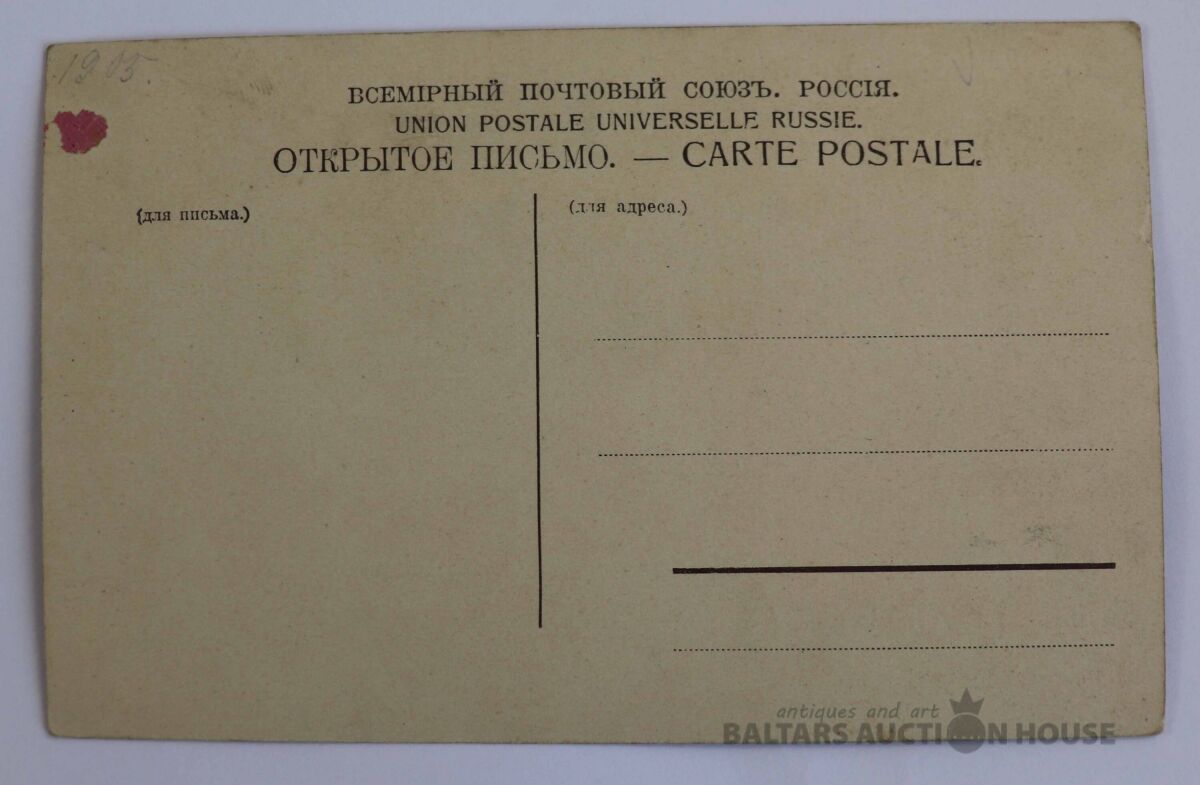 1905.
ВСЕМІРНЫЙ ПОЧТОВЫЙ СОЮЗЪ. РОССІЯ.
UNION POSTALE UNIVERSELLE RUSSIE.
ОТКРЫТОЕ ПИСЬМО. — CARTE POSTALE.
(для письма.)
(для адреса.)
antiques and art
BALTARS AUCTION HOUSE